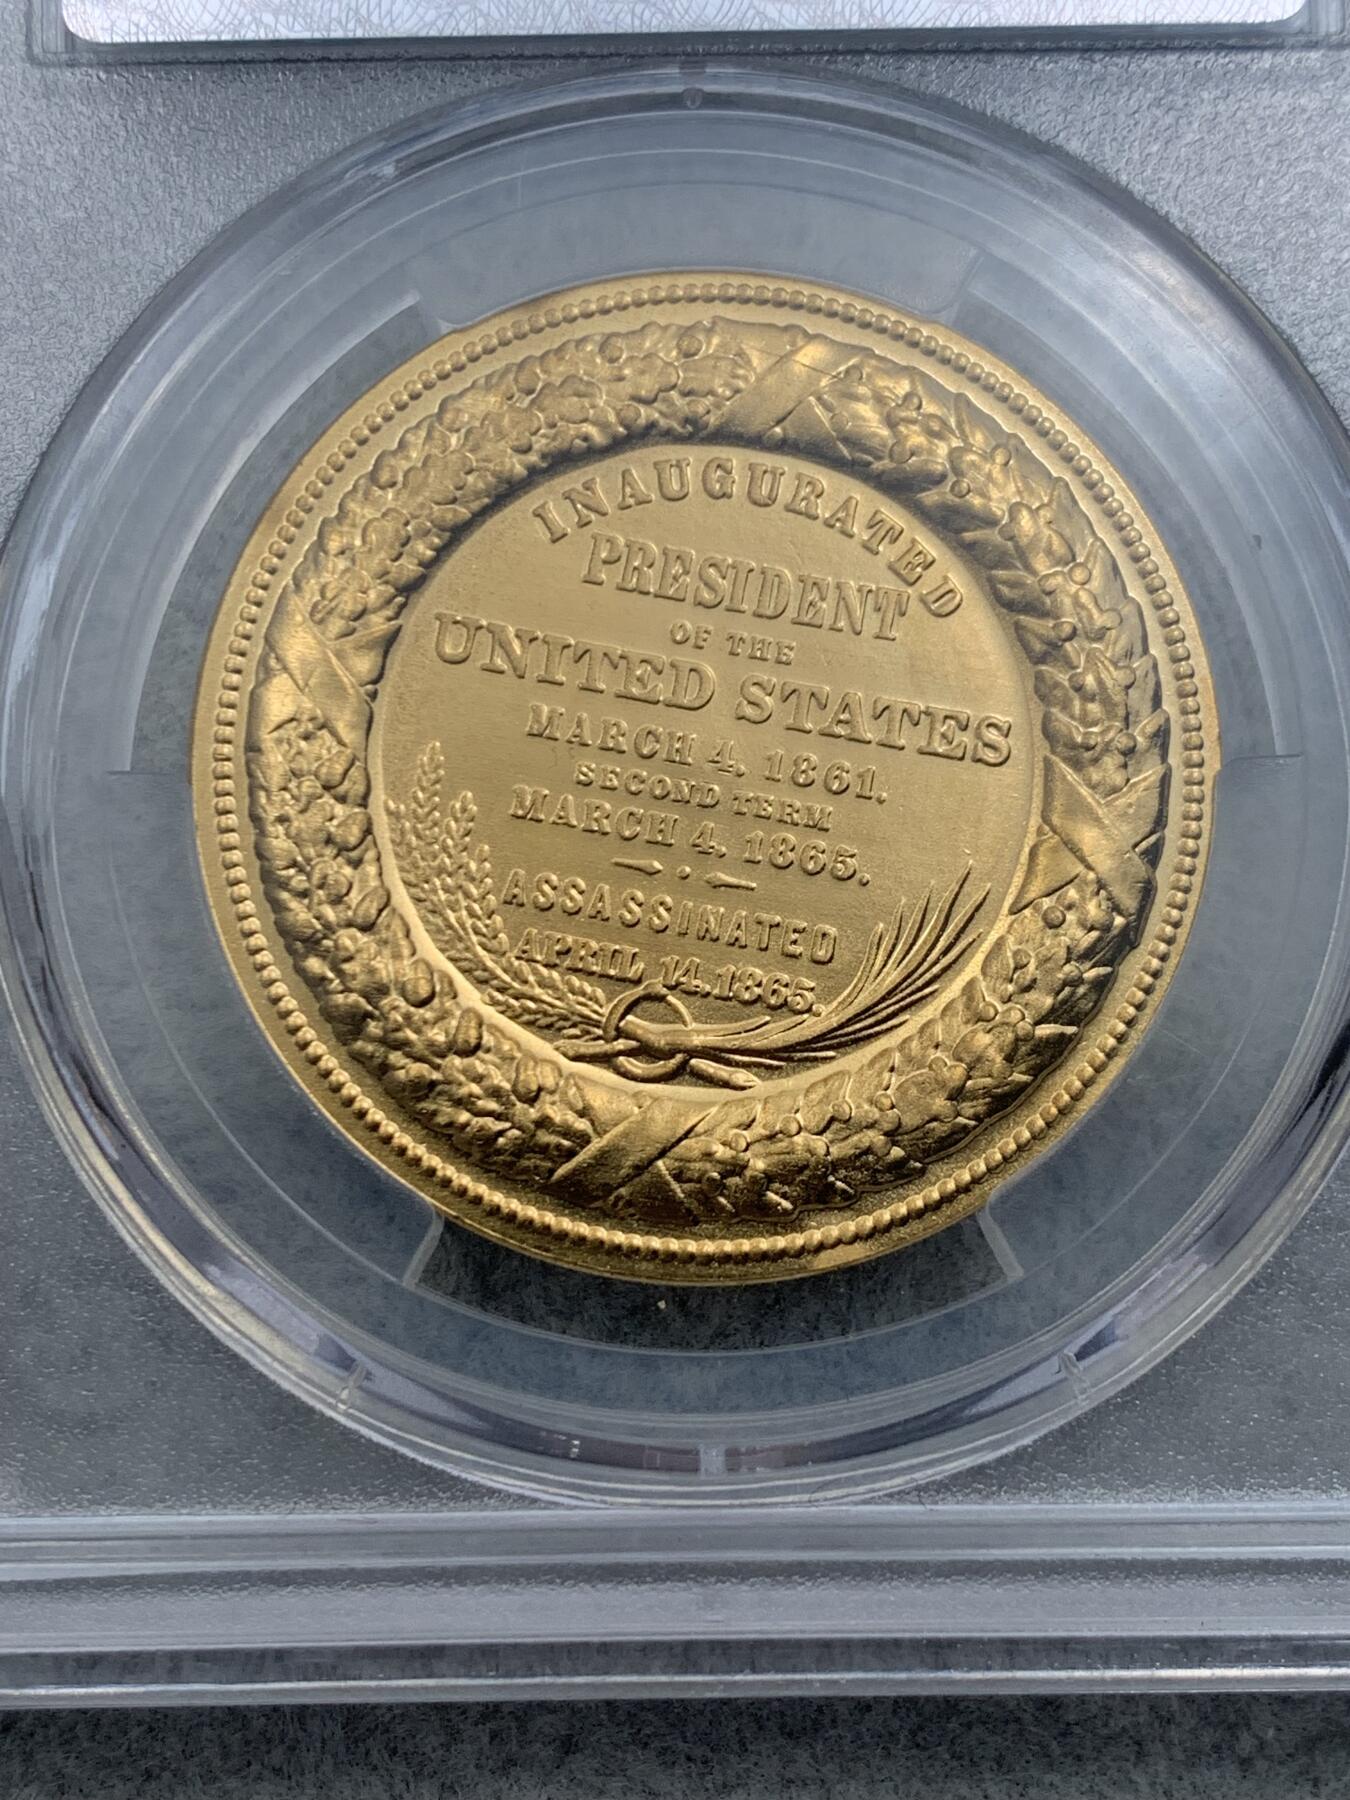 INAUGURATED
PRESIDENT
OF THE
UNITED STATES
MARCH 4. 1861.
SECOND TERM
MARCH 4. 1865.
ASSASSINATED
APRIL 14.1865.